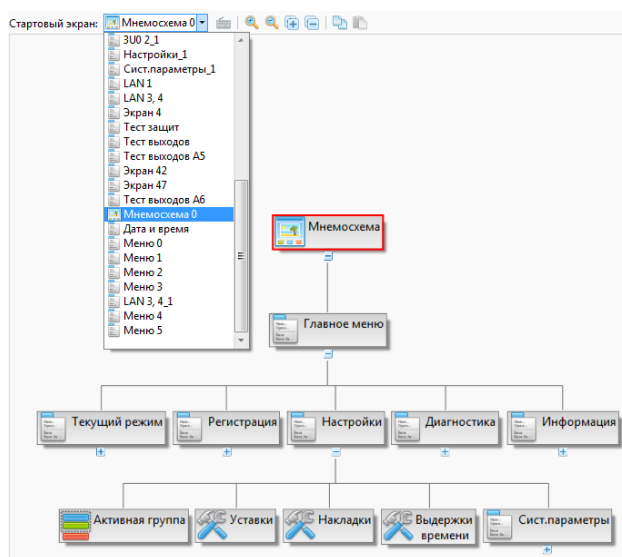 Стартовый экран: Мнемосхема 0
3U0 2_1
Настройки_1
Сист.параметры_1
LAN 1
LAN 3, 4
Экран 4
Тест защит
Тест выходов
Тест выходов A5
Экран 42
Экран 47
Тест выходов A6
Мнемосхема 0
Дата и время
Меню 0
Меню 1
Меню 2
Меню 3
LAN 3, 4_1
Меню 4
Меню 5
Мнемосхема
Главное меню
Текущий режим Регистрация Настройки Диагностика Информация
Активная группа Уставки Накладки Выдержки времени Сист.параметры